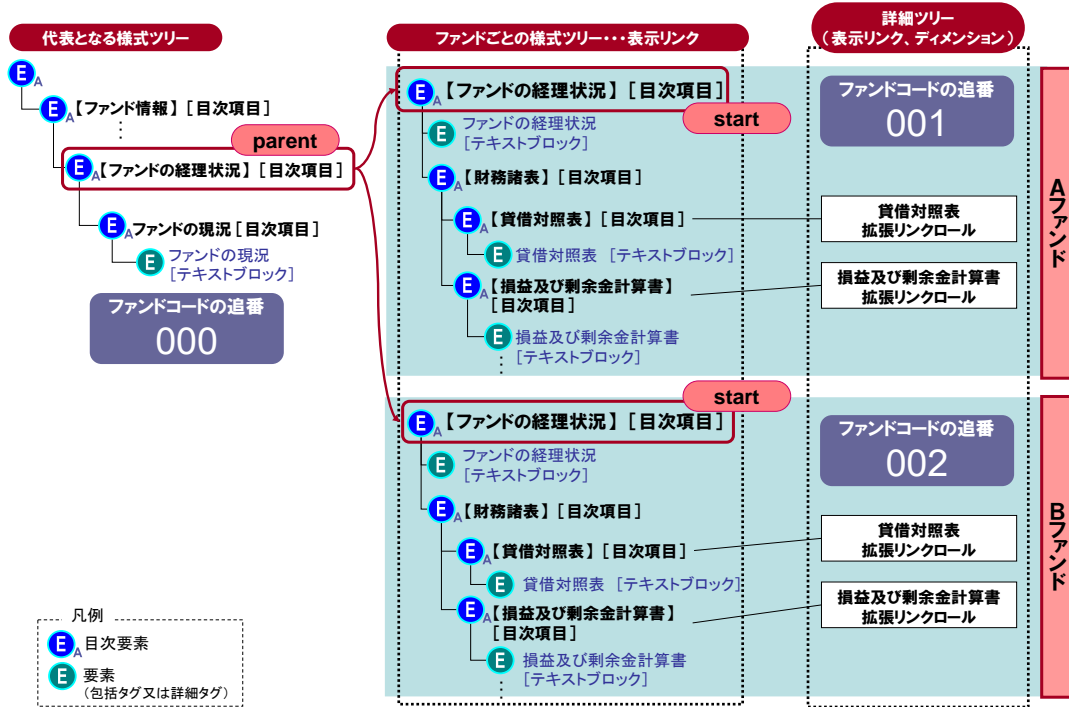 代表となる様式ツリー
E
A
E
A
【ファンド情報】 [目次項目]
parent
E
A
【ファンドの経理状況】 [目次項目]
E
A
ファンドの現況 [目次項目]
E
ファンドの現況
[テキストブロック]
ファンドコードの追番
000
凡例
E
A
目次要素
E
要素
(包括タグ又は詳細タグ)
ファンドごとの様式ツリー・・・表示リンク
E
A
【ファンドの経理状況】 [目次項目]
start
E
ファンドの経理状況
[テキストブロック]
E
A
【財務諸表】 [目次項目]
E
A
【貸借対照表】 [目次項目]
E
貸借対照表 [テキストブロック]
E
A
【損益及び剰余金計算書】
[目次項目]
E
損益及び剰余金計算書
[テキストブロック]
start
E
A
【ファンドの経理状況】 [目次項目]
E
ファンドの経理状況
[テキストブロック]
E
A
【財務諸表】 [目次項目]
E
A
【貸借対照表】 [目次項目]
E
貸借対照表 [テキストブロック]
E
A
【損益及び剰余金計算書】
[目次項目]
E
損益及び剰余金計算書
[テキストブロック]
詳細ツリー
(表示リンク、ディメンション)
ファンドコードの追番
001
貸借対照表
拡張リンクロール
損益及び剰余金計算書
拡張リンクロール
Aファンド
ファンドコードの追番
002
貸借対照表
拡張リンクロール
損益及び剰余金計算書
拡張リンクロール
Bファンド